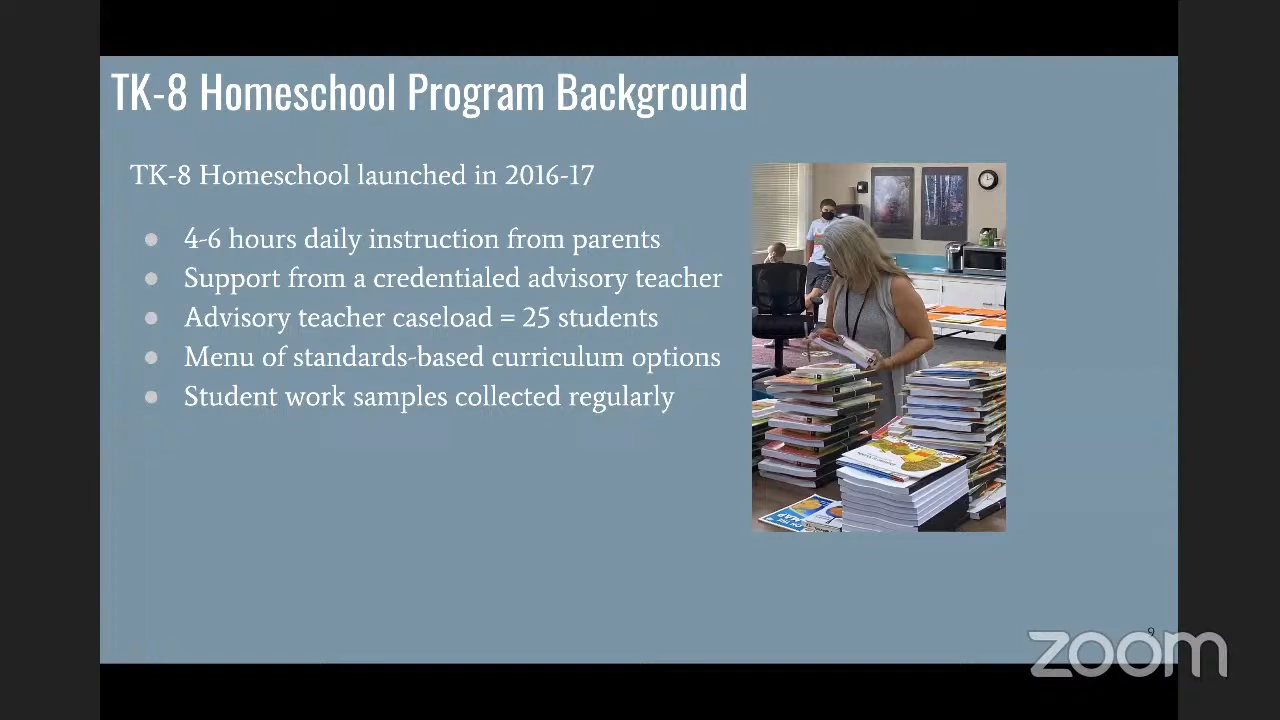 TK-8 Homeschool Program Background
TK-8 Homeschool launched in 2016-17
4-6 hours daily instruction from parents
Support from a credentialed advisory teacher
Advisory teacher caseload = 25 students
Menu of standards-based curriculum options
Student work samples collected regularly
9
zoom